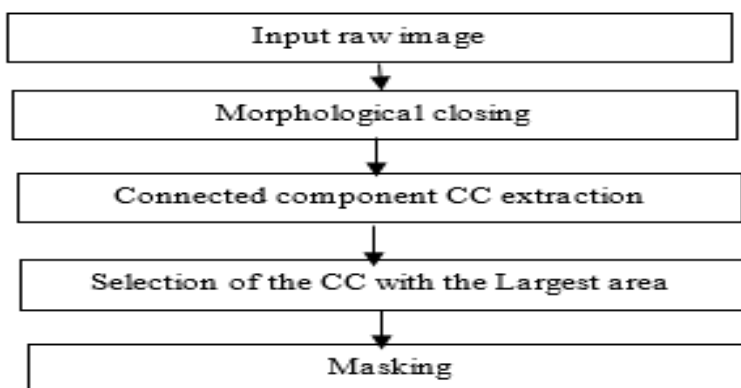 Input raw image
Morphological closing
Connected component CC extraction
Selection of the CC with the Largest area
Masking